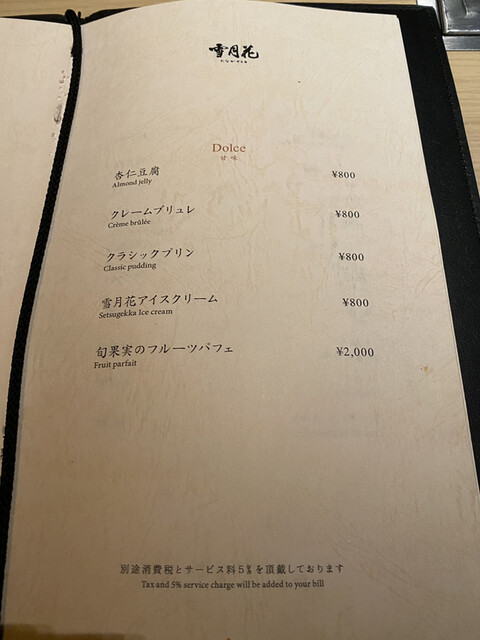 雪月花
Dolce
甘味
杏仁豆腐 ¥800
Almond jelly
クレームブリュレ ¥800
Crème brûlée
クラシックプリン ¥800
Classic pudding
雪月花アイスクリーム ¥800
Setsugekka Ice cream
旬果実のフルーツパフェ ¥2,000
Fruit parfait
別途消費税とサービス料5%を頂戴しております
Tax and 5% service charge will be added to your bill